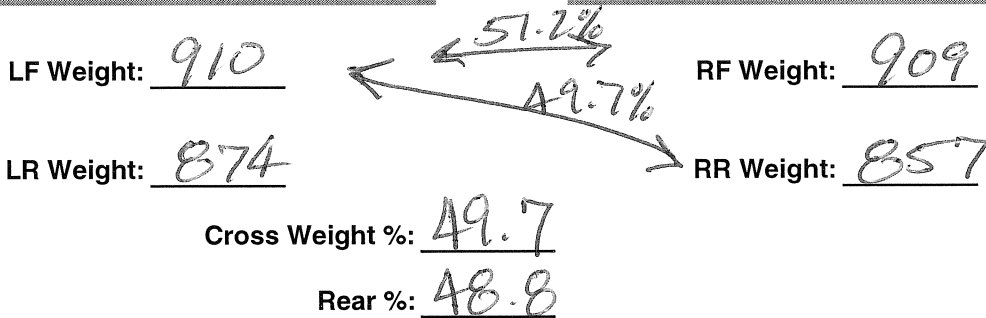 51.2%
LF Weight: 910 RF Weight: 909
49.7%
LR Weight: 874 RR Weight: 857
Cross Weight %: 49.7
Rear %: 48.8